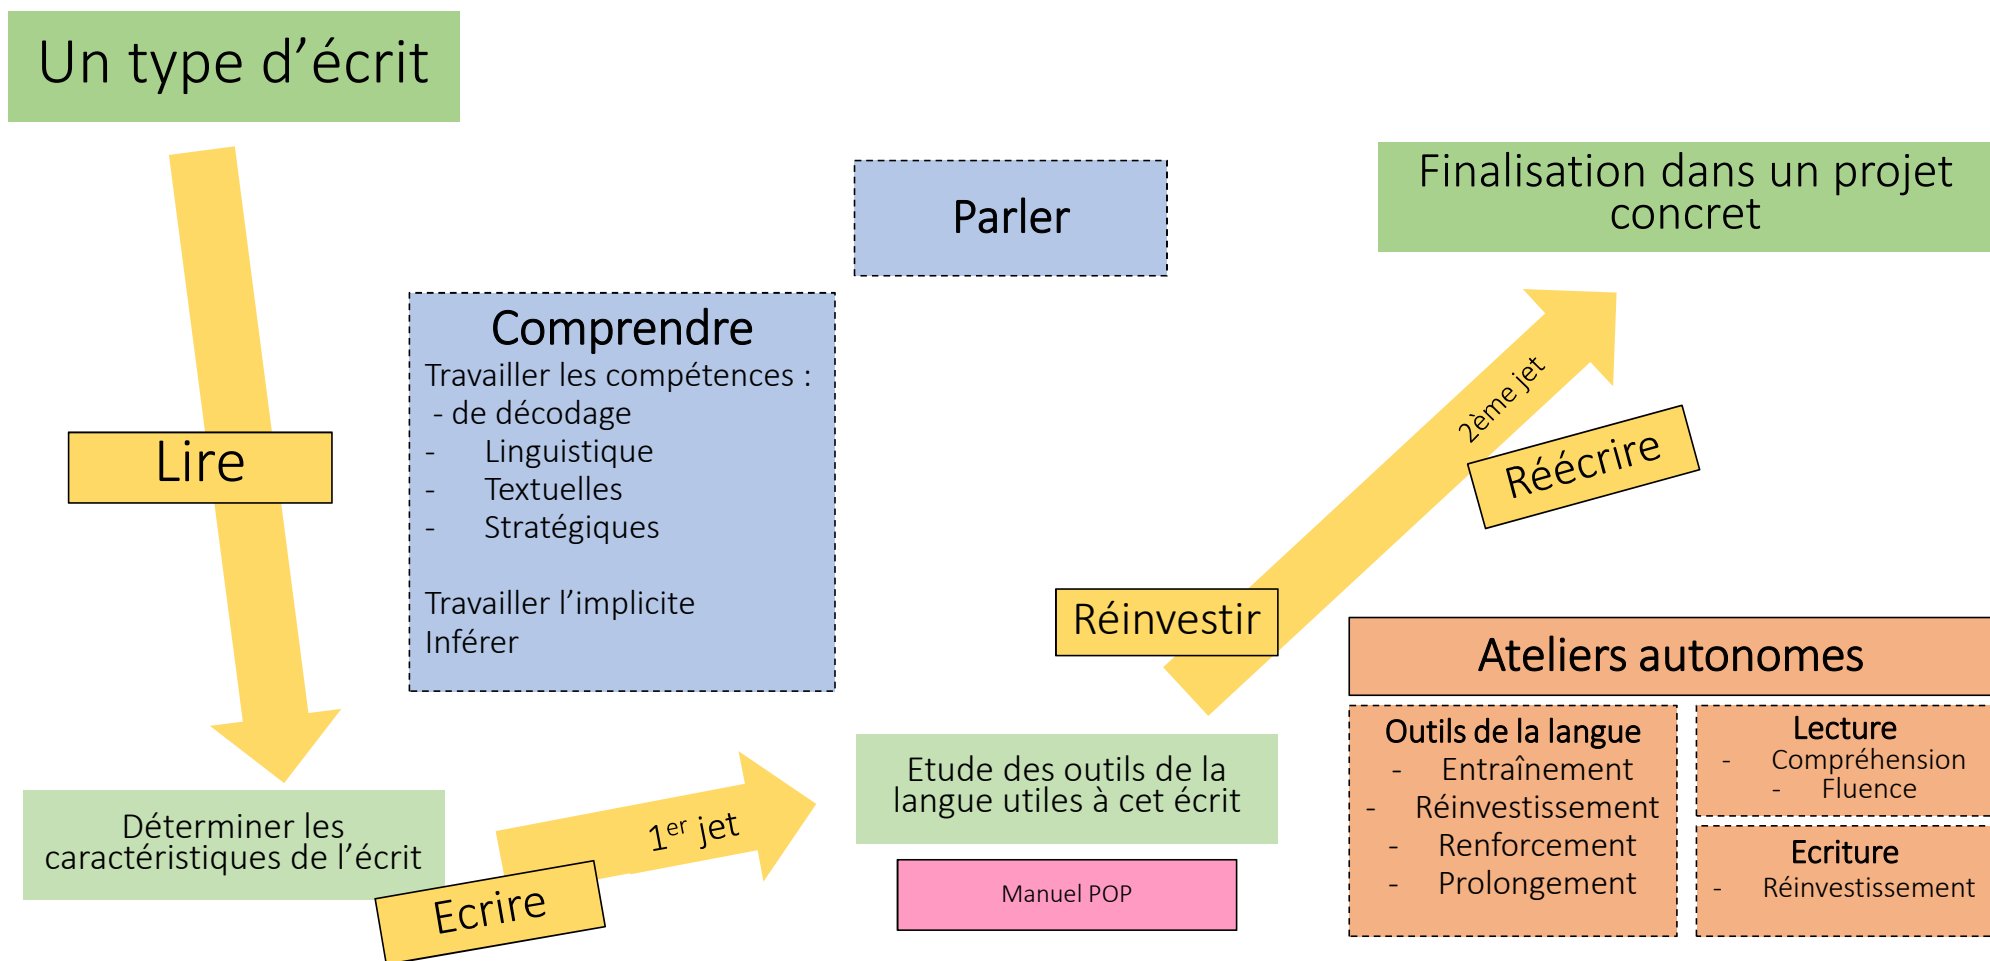 Un type d'écrit
Parler
Finalisation dans un projet
concret
Comprendre
Travailler les compétences :
- de décodage
- Linguistique
- Textuelles
- Stratégiques
Travailler l'implicite
Inférer
Lire
2ème jet
Réécrire
Réinvestir
Ateliers autonomes
Outils de la langue
- Entraînement
- Réinvestissement
- Renforcement
- Prolongement
Lecture
- Compréhension
- Fluence
Ecriture
- Réinvestissement
Déterminer les
caractéristiques de l'écrit
1er jet
Ecrire
Etude des outils de la
langue utiles à cet écrit
Manuel POP